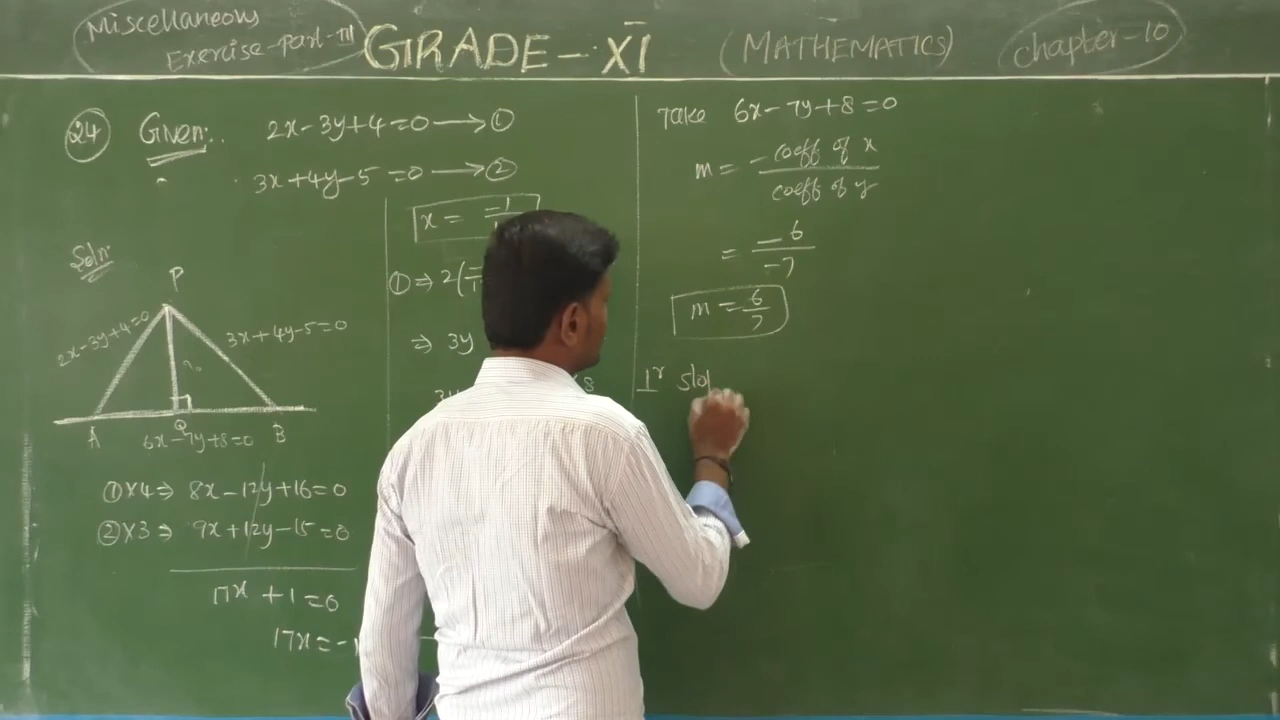 Miscellaneous
Exercise-part-III
GRADE-XI
(MATHEMATICS)
Chapter-10
24
Given:
2x-3y+4=0 → ①
3x+4y-5=0 → ②
Soln:
P
2x-3y+4=0
3x+4y-5=0
A
Q
B
6x-7y+8=0
①×4⇒ 8x-12y+16=0
②×3⇒ 9x+12y-15=0
17x+1=0
17x=-
x = -1
①⇒2(
⇒ 3y
Take 6x-7y+8=0
m = - coeff of x / coeff of y
= -6/-7
m = 6/7
⊥r